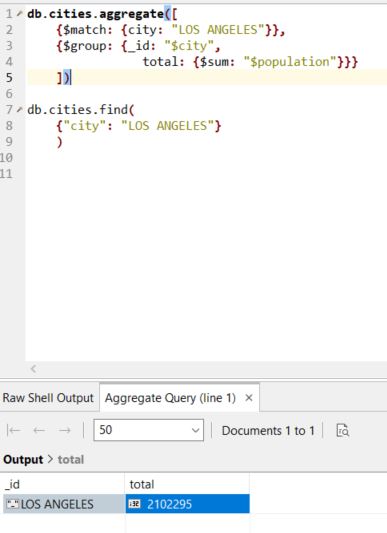 1 db.cities.aggregate([
2 {$match: {city: "LOS ANGELES"}},
3 {$group: {_id: "$city",
4 total: {$sum: "$population"}}}
5 ])
6
7 db.cities.find(
8 {"city": "LOS ANGELES"}
9 )
10
11
Raw Shell Output Aggregate Query (line 1) ×
50 Documents 1 to 1
Output > total
_id total
"_" LOS ANGELES i32 2102295